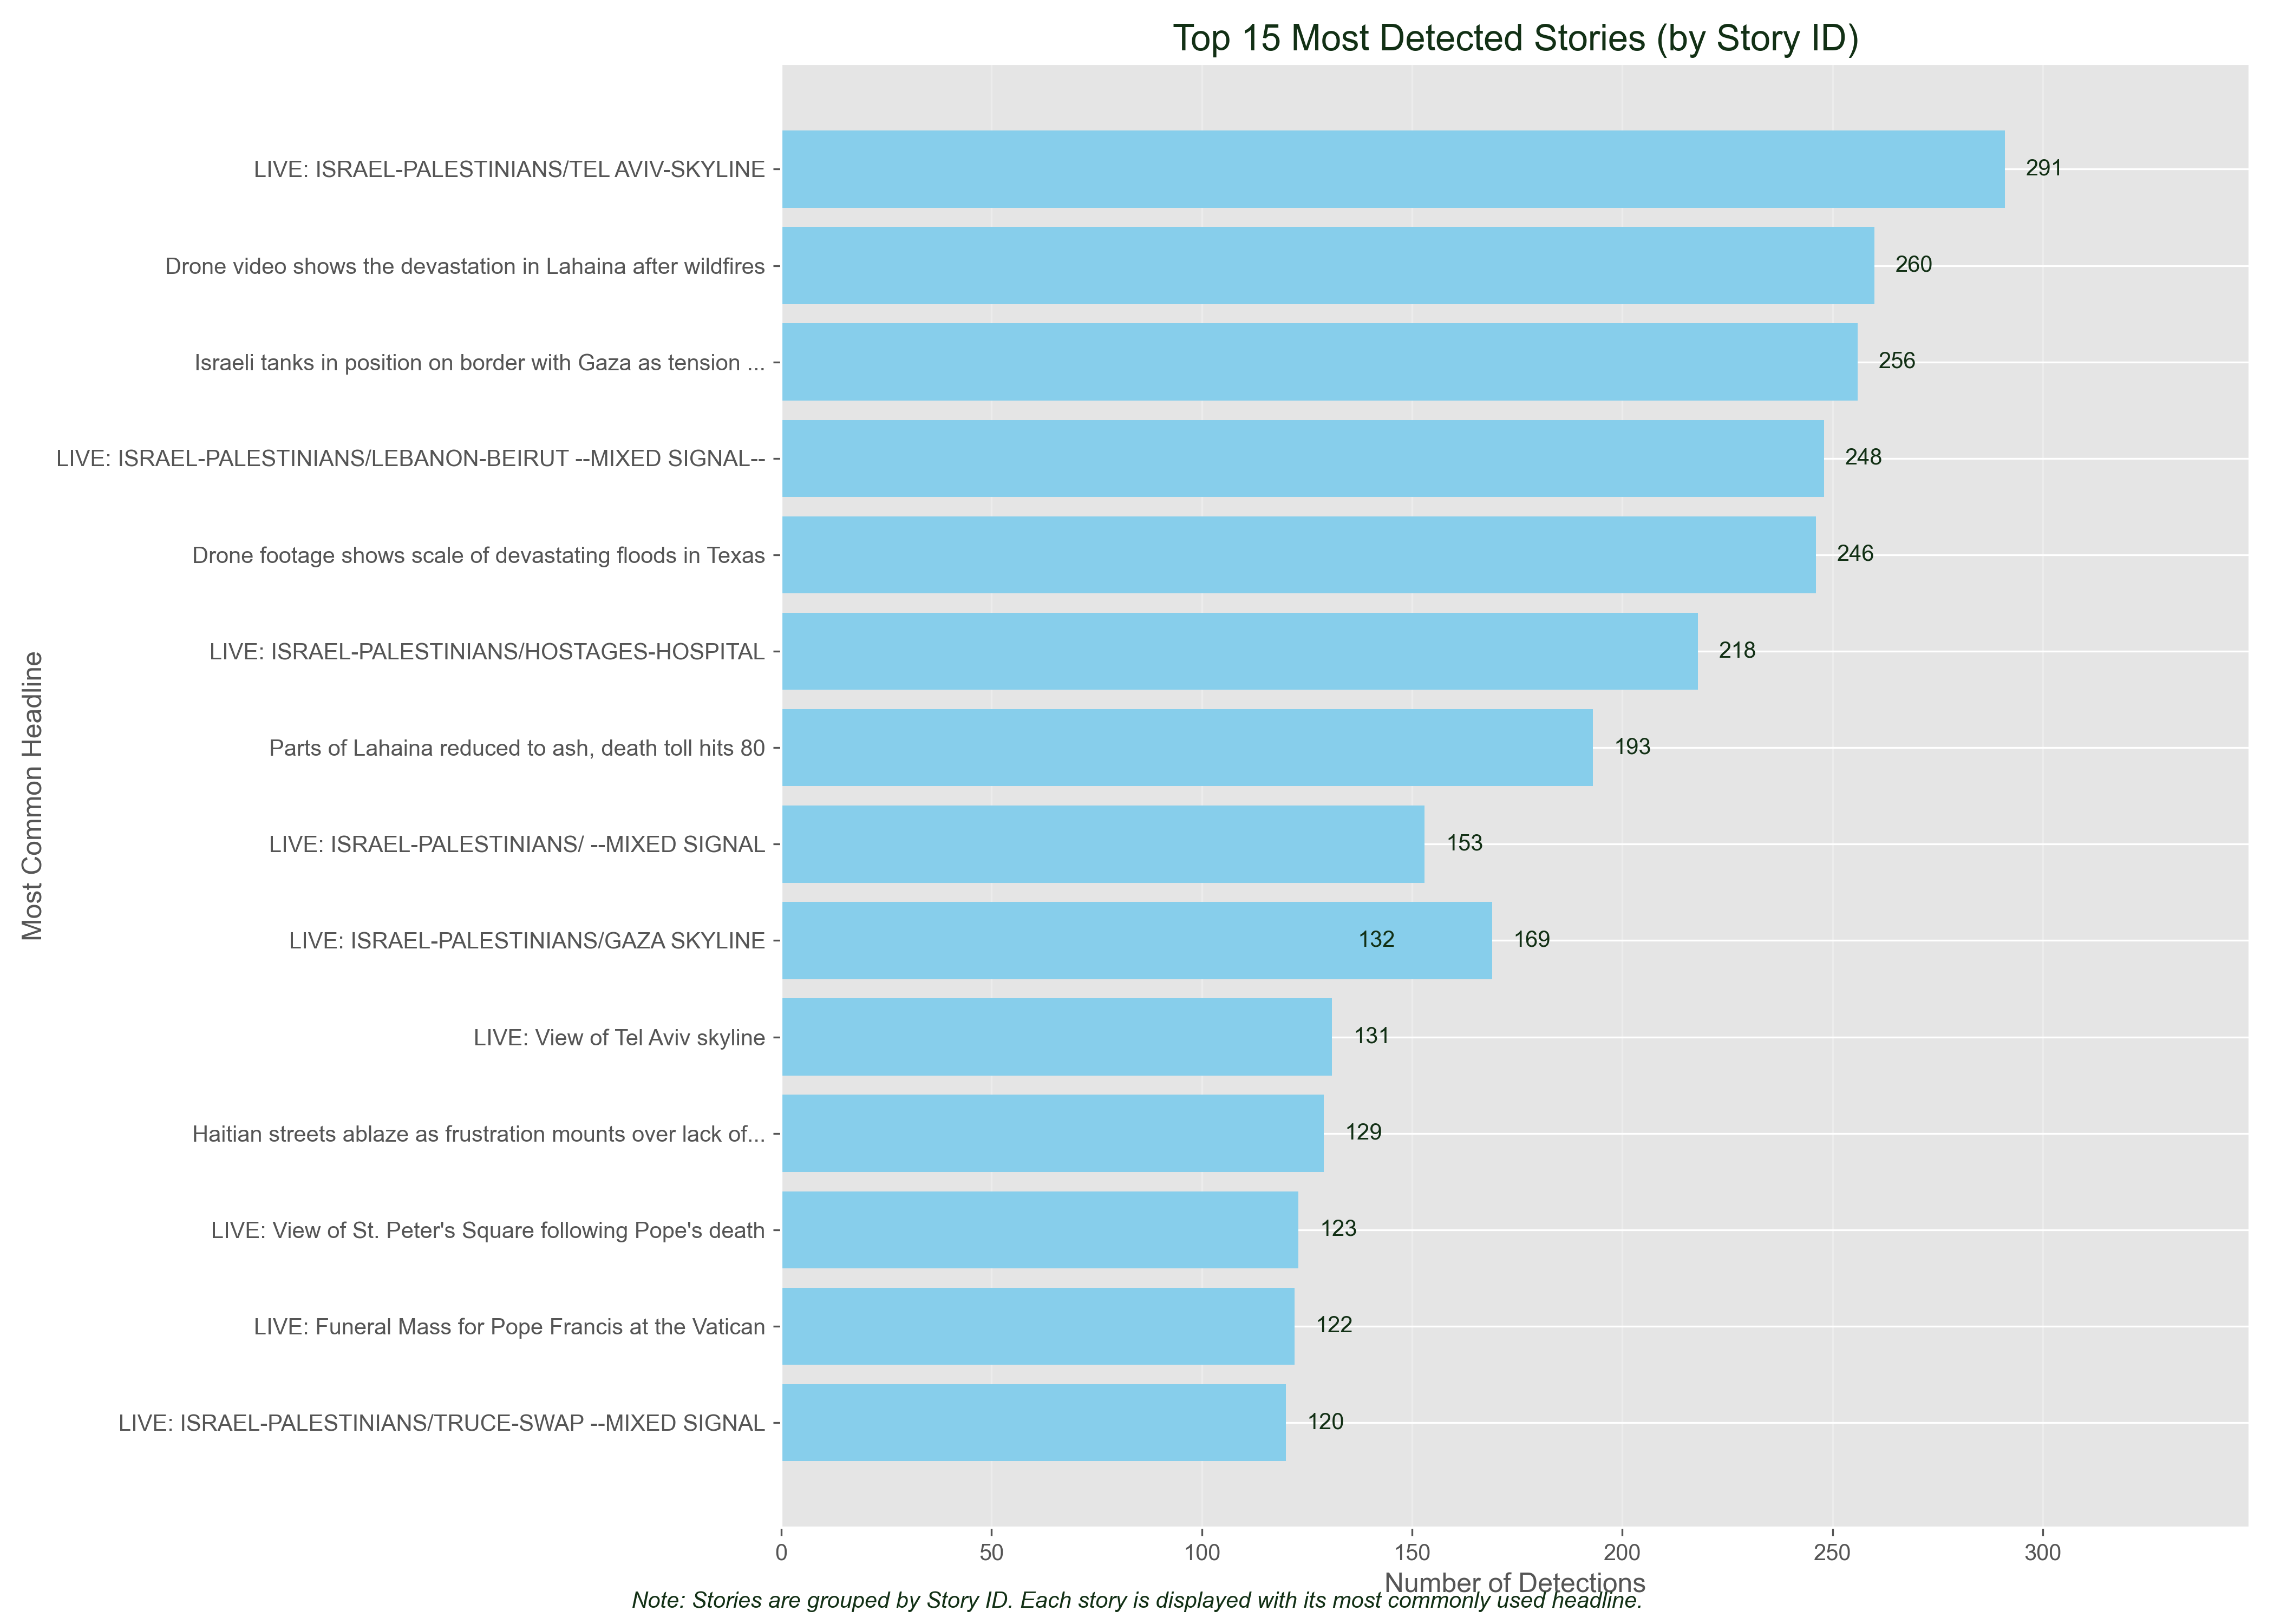 Top 15 Most Detected Stories (by Story ID)
Most Common Headline
LIVE: ISRAEL-PALESTINIANS/TEL AVIV-SKYLINE 291
Drone video shows the devastation in Lahaina after wildfires 260
Israeli tanks in position on border with Gaza as tension ... 256
LIVE: ISRAEL-PALESTINIANS/LEBANON-BEIRUT --MIXED SIGNAL-- 248
Drone footage shows scale of devastating floods in Texas 246
LIVE: ISRAEL-PALESTINIANS/HOSTAGES-HOSPITAL 218
Parts of Lahaina reduced to ash, death toll hits 80 193
LIVE: ISRAEL-PALESTINIANS/ --MIXED SIGNAL 153
LIVE: ISRAEL-PALESTINIANS/GAZA SKYLINE 132 169
LIVE: View of Tel Aviv skyline 131
Haitian streets ablaze as frustration mounts over lack of... 129
LIVE: View of St. Peter's Square following Pope's death 123
LIVE: Funeral Mass for Pope Francis at the Vatican 122
LIVE: ISRAEL-PALESTINIANS/TRUCE-SWAP --MIXED SIGNAL 120
0 50 100 150 200 250 300
Number of Detections
Note: Stories are grouped by Story ID. Each story is displayed with its most commonly used headline.